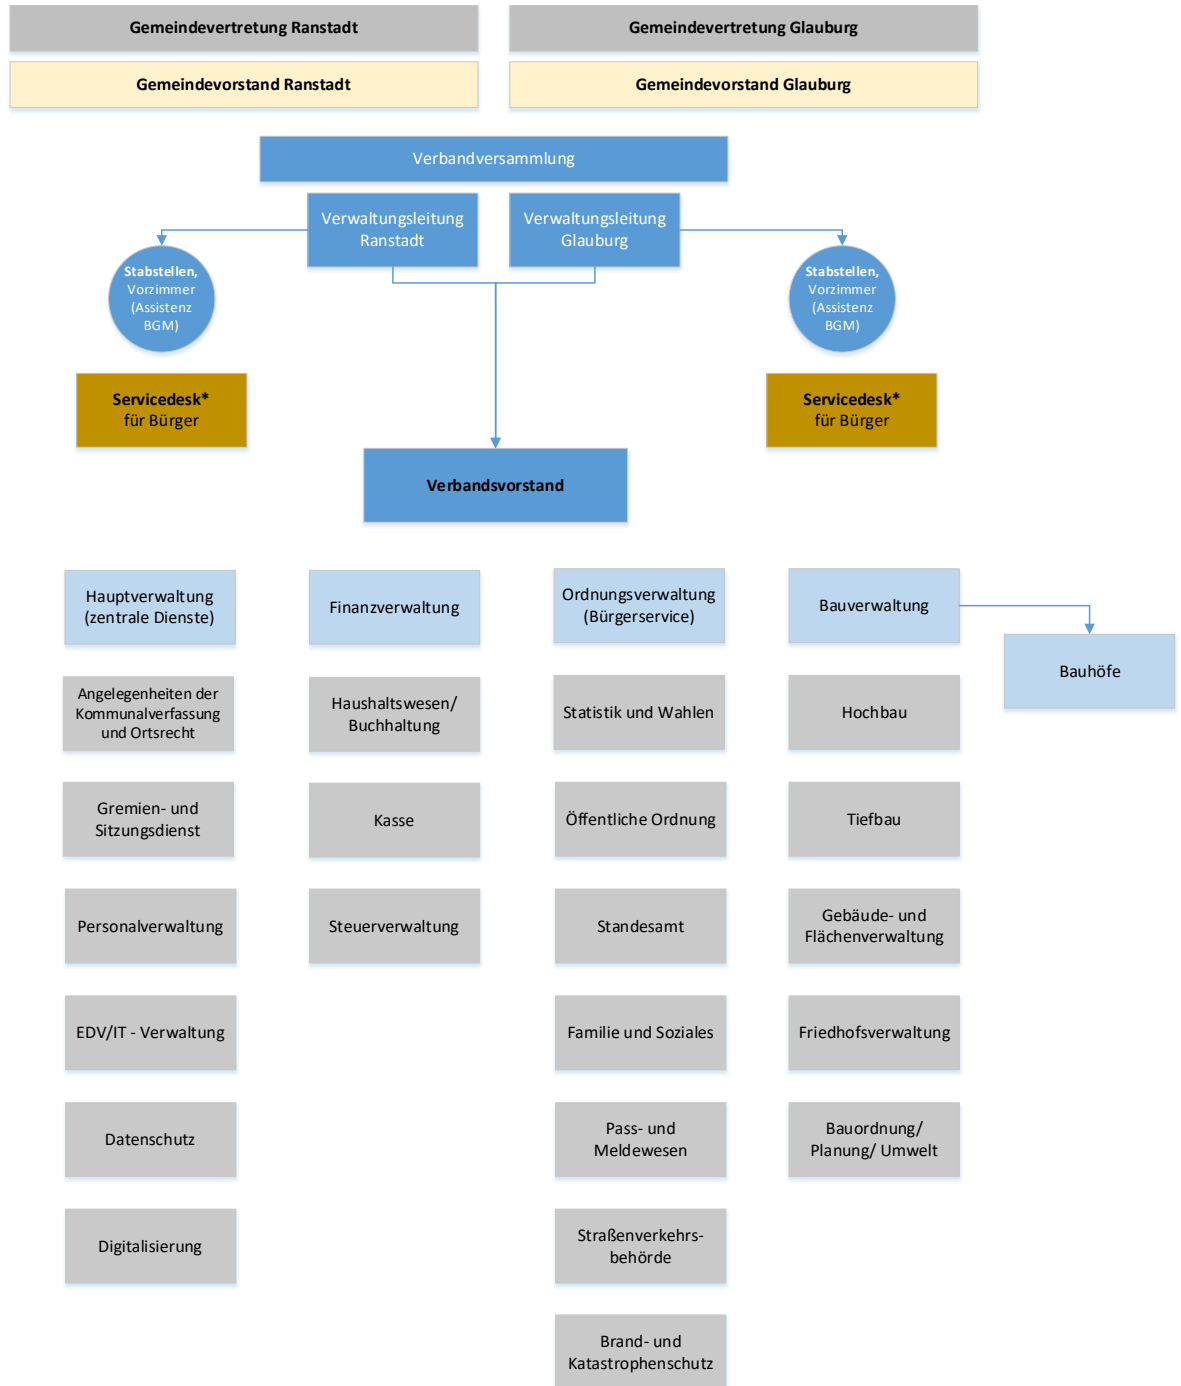 Gemeindevertretung Ranstadt
Gemeindevertretung Glauburg
Gemeindevorstand Ranstadt
Gemeindevorstand Glauburg
Verbandversammlung
Verwaltungsleitung
Ranstadt
Verwaltungsleitung
Glauburg
Stabstellen,
Vorzimmer
(Assistenz
BGM)
Stabstellen,
Vorzimmer
(Assistenz
BGM)
Servicedesk*
für Bürger
Servicedesk*
für Bürger
Verbandsvorstand
Hauptverwaltung
(zentrale Dienste)
Finanzverwaltung
Ordnungsverwaltung
(Bürgerservice)
Bauverwaltung
Bauhöfe
Angelegenheiten der
Kommunalverfassung
und Ortsrecht
Haushaltswesen/
Buchhaltung
Statistik und Wahlen
Hochbau
Gremien- und
Sitzungsdienst
Kasse
Öffentliche Ordnung
Tiefbau
Personalverwaltung
Steuerverwaltung
Standesamt
Gebäude- und
Flächenverwaltung
EDV/IT - Verwaltung
Familie und Soziales
Friedhofsverwaltung
Datenschutz
Pass- und
Meldewesen
Bauordnung/
Planung/ Umwelt
Digitalisierung
Straßenverkehrs-
behörde
Brand- und
Katastrophenschutz